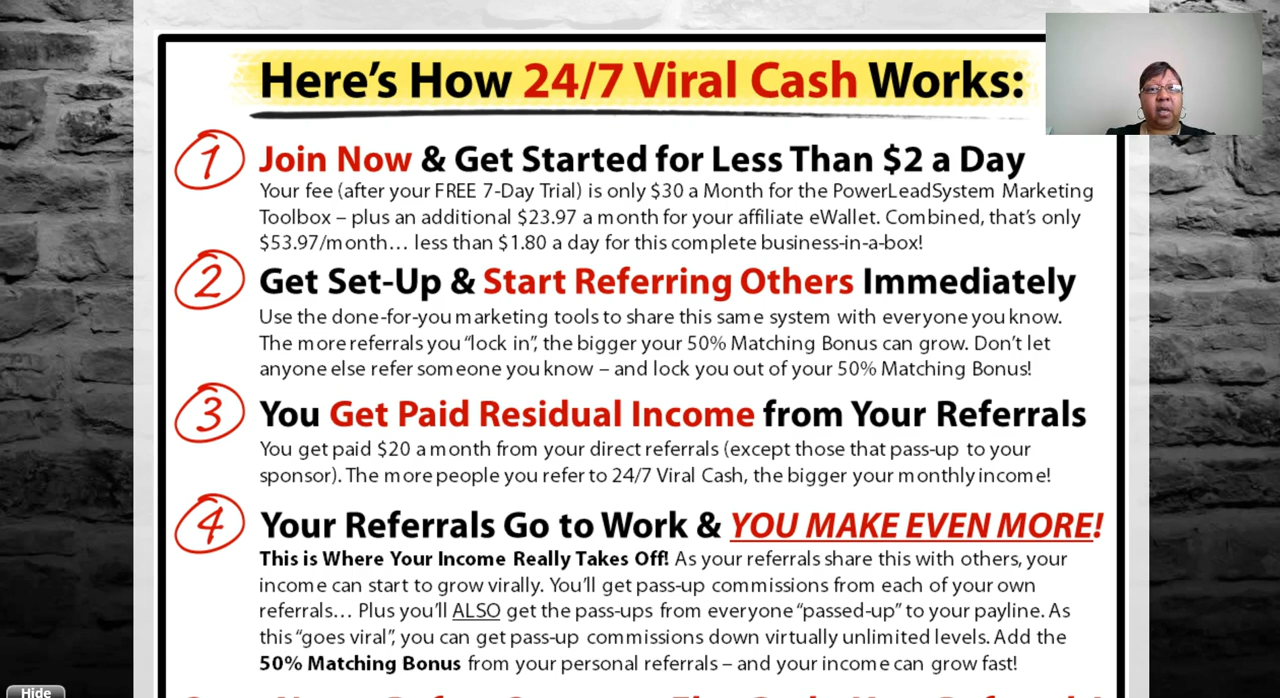 Here's How 24/7 Viral Cash Works:
1
Join Now & Get Started for Less Than $2 a Day
Your fee (after your FREE 7-Day Trial) is only $30 a Month for the PowerLeadSystem Marketing
Toolbox – plus an additional $23.97 a month for your affiliate eWallet. Combined, that's only
$53.97/month… less than $1.80 a day for this complete business-in-a-box!
2
Get Set-Up & Start Referring Others Immediately
Use the done-for-you marketing tools to share this same system with everyone you know.
The more referrals you “lock in”, the bigger your 50% Matching Bonus can grow. Don't let
anyone else refer someone you know – and lock you out of your 50% Matching Bonus!
3
You Get Paid Residual Income from Your Referrals
You get paid $20 a month from your direct referrals (except those that pass-up to your
sponsor). The more people you refer to 24/7 Viral Cash, the bigger your monthly income!
4
Your Referrals Go to Work & YOU MAKE EVEN MORE!
This is Where Your Income Really Takes Off! As your referrals share this with others, your
income can start to grow virally. You'll get pass-up commissions from each of your own
referrals… Plus you'll ALSO get the pass-ups from everyone “passed-up” to your payline. As
this “goes viral”, you can get pass-up commissions down virtually unlimited levels. Add the
50% Matching Bonus from your personal referrals – and your income can grow fast!
Hide